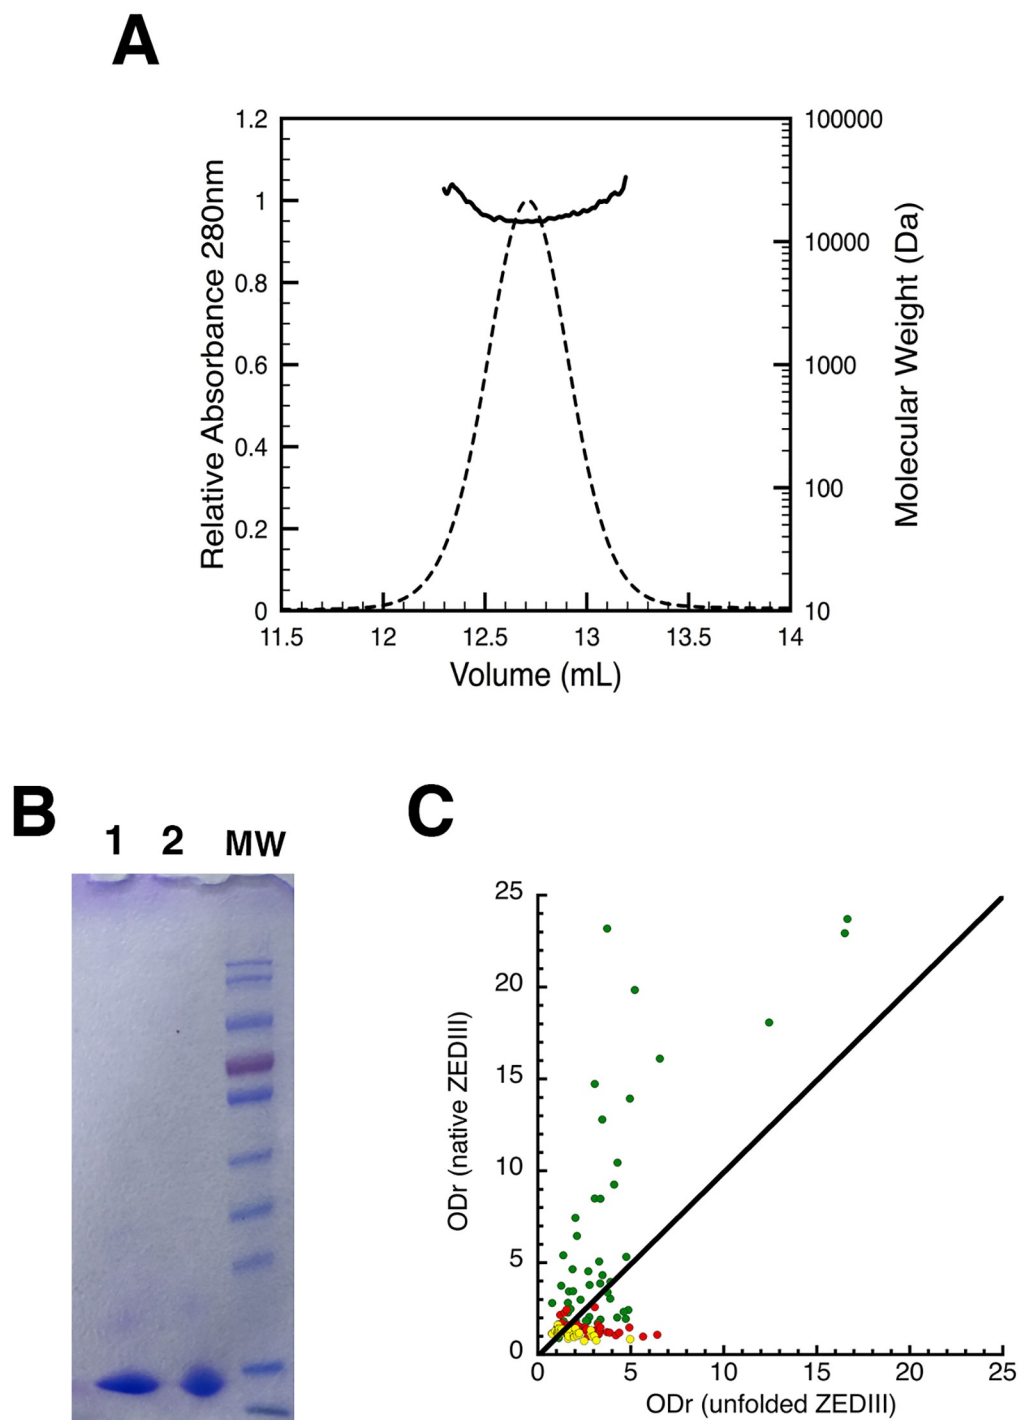 A
Relative Absorbance 280nm
1.2
1
0.8
0.6
0.4
0.2
0
100000
10000
1000
100
10
Molecular Weight (Da)
11.5 12 12.5 13 13.5 14
Volume (mL)
B
1 2 MW
C
ODr (native ZEDIII)
25
20
15
10
5
0
0 5 10 15 20 25
ODr (unfolded ZEDIII)